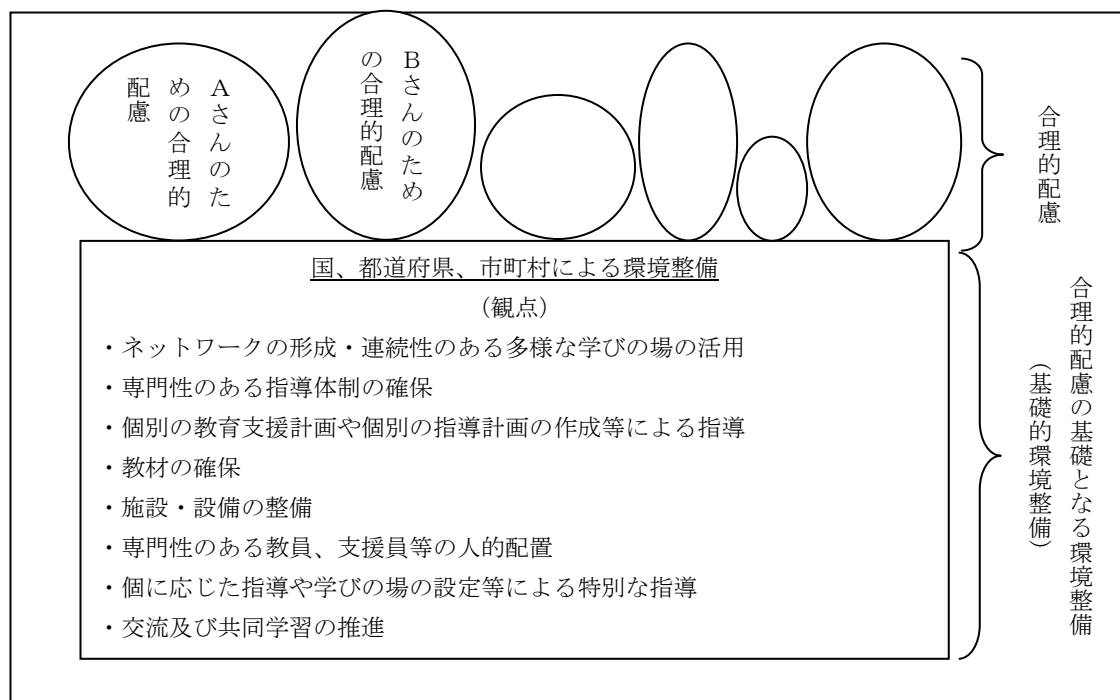 Aさんのた
めの合理的
配慮
Bさんのため
の合理的配慮
合理的配慮
国、都道府県、市町村による環境整備
（観点）
・ネットワークの形成・連続性のある多様な学びの場の活用
・専門性のある指導体制の確保
・個別の教育支援計画や個別の指導計画の作成等による指導
・教材の確保
・施設・設備の整備
・専門性のある教員、支援員等の人的配置
・個に応じた指導や学びの場の設定等による特別な指導
・交流及び共同学習の推進
合理的配慮の基礎となる環境整備
（基礎的環境整備）